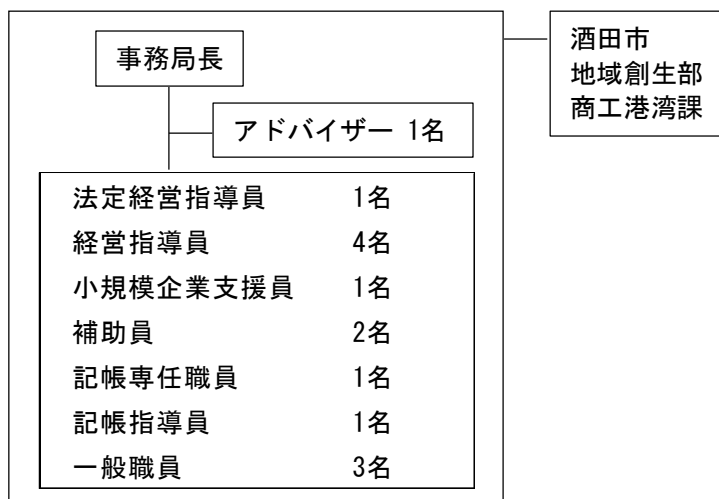 事務局長
アドバイザー 1名
法定経営指導員 1名
経営指導員 4名
小規模企業支援員 1名
補助員 2名
記帳専任職員 1名
記帳指導員 1名
一般職員 3名
酒田市
地域創生部
商工港湾課